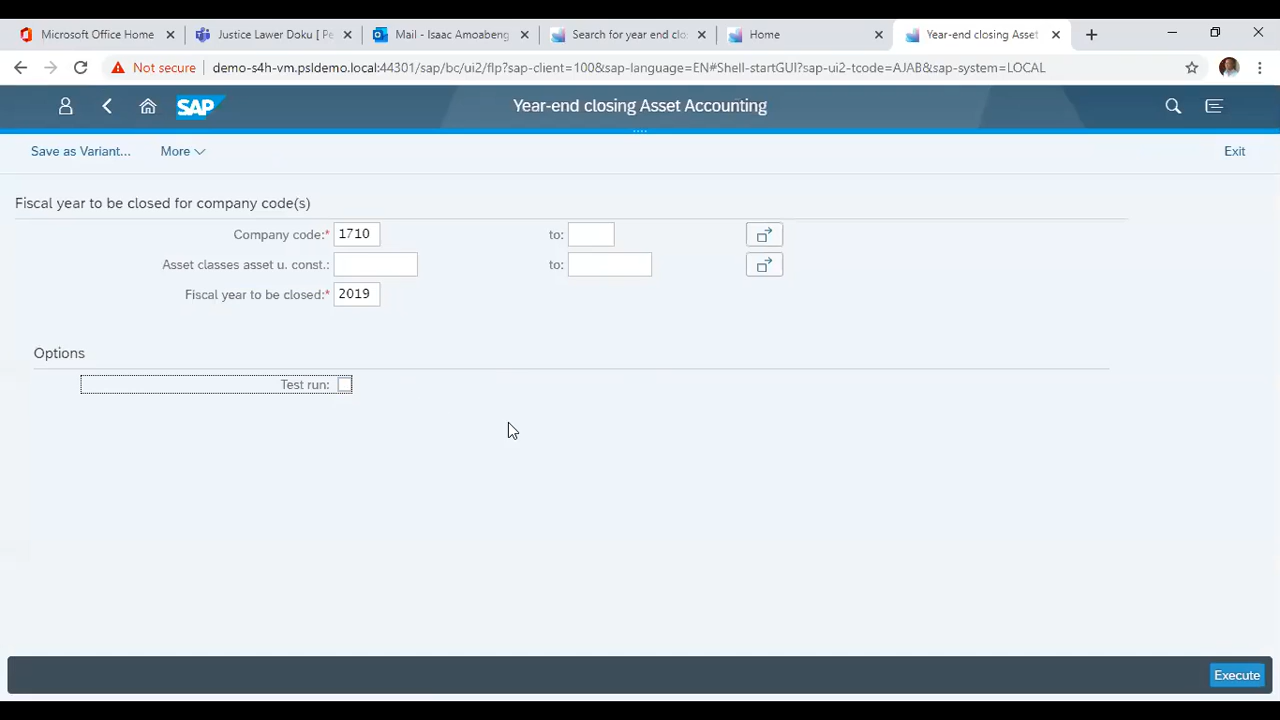 Microsoft Office Home
Justice Lawer Doku [ Pe
Mail - Isaac Amoabeng
Search for year end clo
Home
Year-end closing Asset
Not secure
demo-s4h-vm.psldemo.local:44301/sap/bc/ui2/flp?sap-client=100&sap-language=EN#Shell-startGUI?sap-ui2-tcode=AJAB&sap-system=LOCAL
SAP
Year-end closing Asset Accounting
Save as Variant...
More
Exit
Fiscal year to be closed for company code(s)
Company code:* 1710 to:
Asset classes asset u. const.: to:
Fiscal year to be closed:* 2019
Options
Test run:
Execute